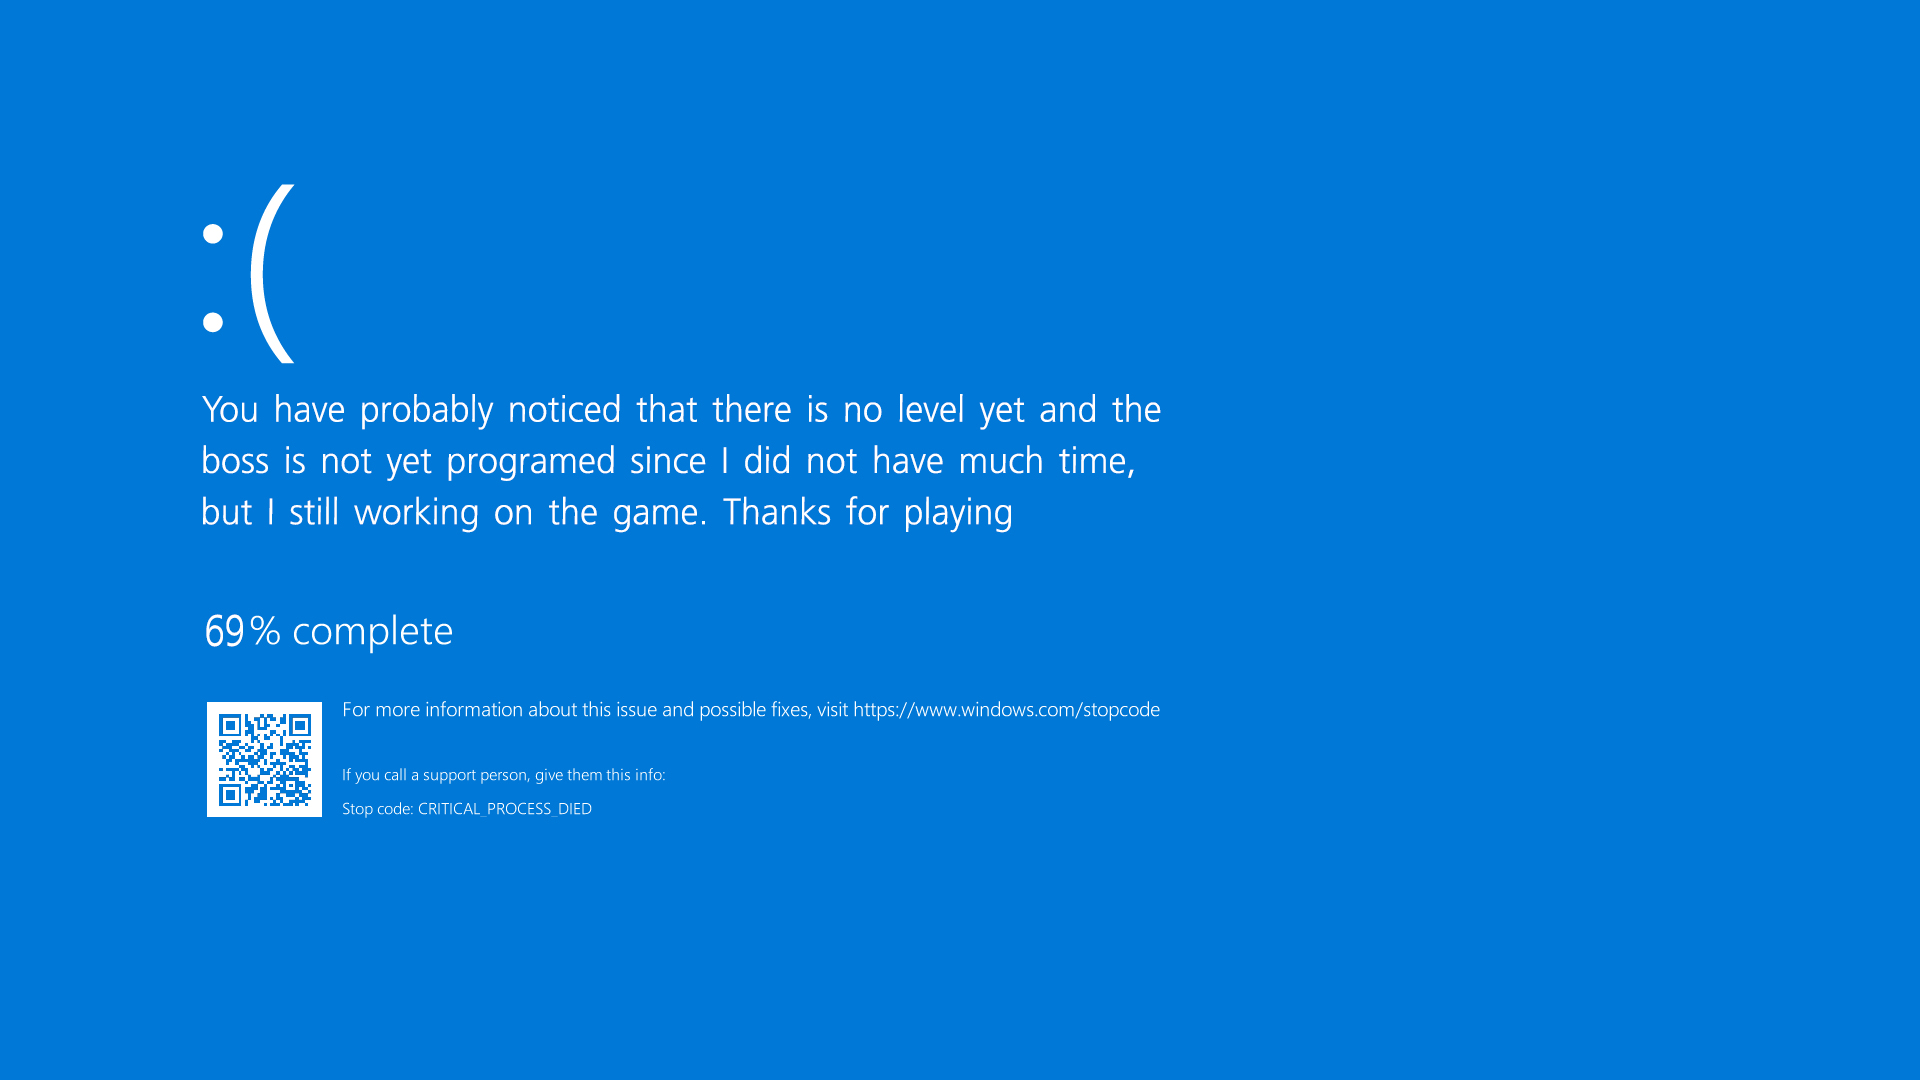 :(
You have probably noticed that there is no level yet and the
boss is not yet programed since I did not have much time,
but I still working on the game. Thanks for playing
69% complete
For more information about this issue and possible fixes, visit https://www.windows.com/stopcode
If you call a support person, give them this info:
Stop code: CRITICAL_PROCESS_DIED